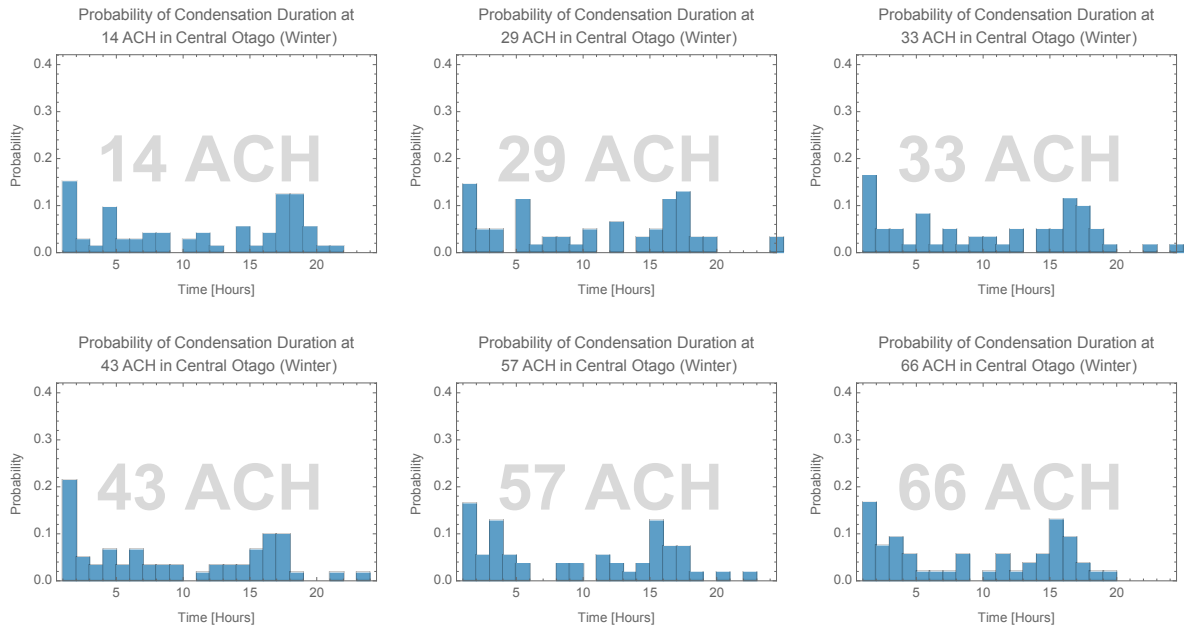 Probability of Condensation Duration at
14 ACH in Central Otago (Winter)
0.4
0.3
0.2
0.1
0.0
Probability
14 ACH
5
10
15
20
Time [Hours]
Probability of Condensation Duration at
29 ACH in Central Otago (Winter)
0.4
0.3
0.2
0.1
0.0
Probability
29 ACH
5
10
15
20
Time [Hours]
Probability of Condensation Duration at
33 ACH in Central Otago (Winter)
0.4
0.3
0.2
0.1
0.0
Probability
33 ACH
5
10
15
20
Time [Hours]
Probability of Condensation Duration at
43 ACH in Central Otago (Winter)
0.4
0.3
0.2
0.1
0.0
Probability
43 ACH
5
10
15
20
Time [Hours]
Probability of Condensation Duration at
57 ACH in Central Otago (Winter)
0.4
0.3
0.2
0.1
0.0
Probability
57 ACH
5
10
15
20
Time [Hours]
Probability of Condensation Duration at
66 ACH in Central Otago (Winter)
0.4
0.3
0.2
0.1
0.0
Probability
66 ACH
5
10
15
20
Time [Hours]